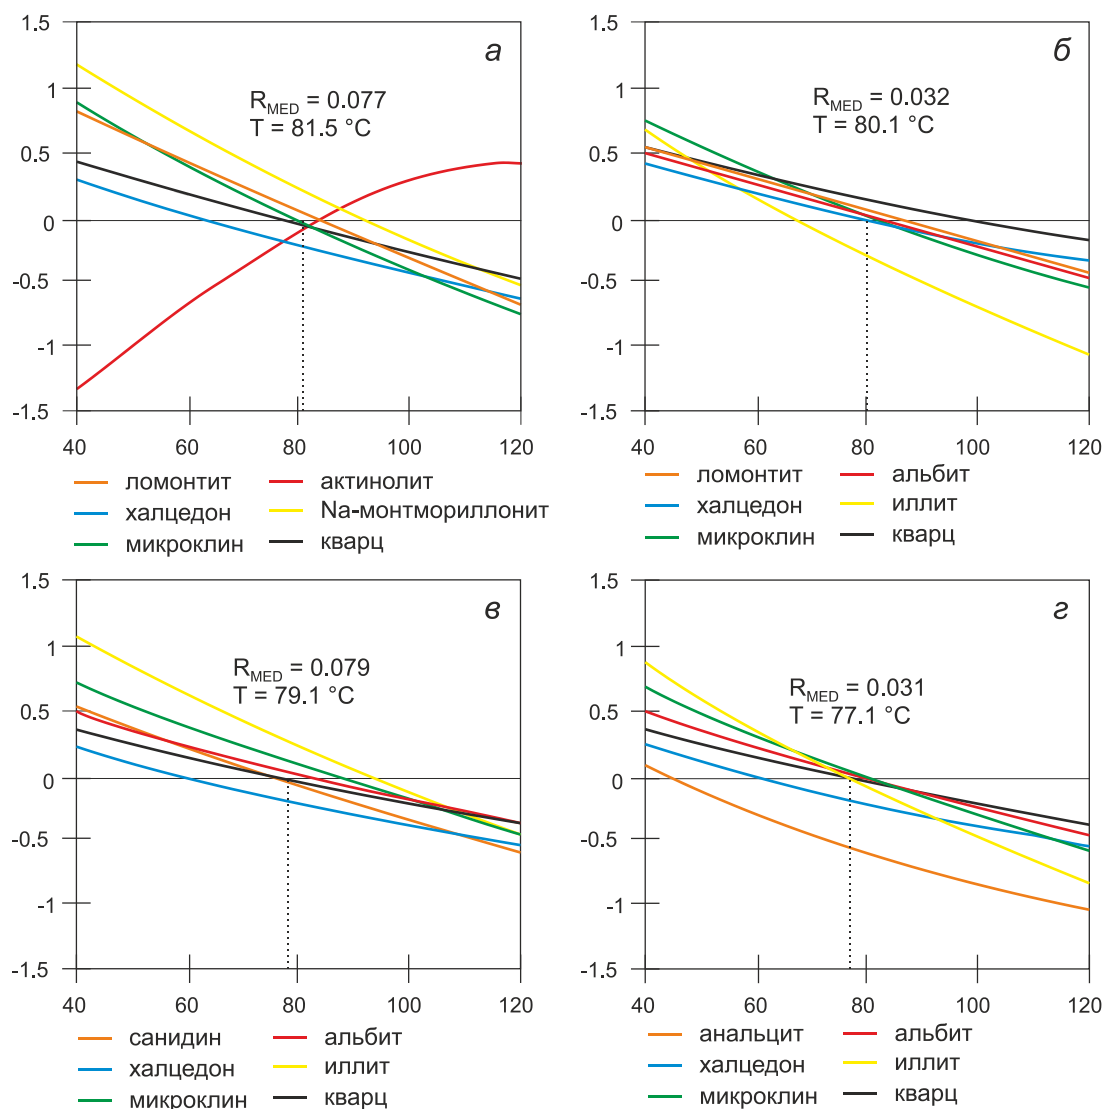 1.5
1
0.5
0
-0.5
-1
-1.5
а
R_MED = 0.077
T = 81.5 °C
40 60 80 100 120
ломонтит актинолит
халцедон Na-монтмориллонит
микроклин кварц
1.5
1
0.5
0
-0.5
-1
-1.5
б
R_MED = 0.032
T = 80.1 °C
40 60 80 100 120
ломонтит альбит
халцедон иллит
микроклин кварц
1.5
1
0.5
0
-0.5
-1
-1.5
в
R_MED = 0.079
T = 79.1 °C
40 60 80 100 120
санидин альбит
халцедон иллит
микроклин кварц
1.5
1
0.5
0
-0.5
-1
-1.5
г
R_MED = 0.031
T = 77.1 °C
40 60 80 100 120
анальцит альбит
халцедон иллит
микроклин кварц